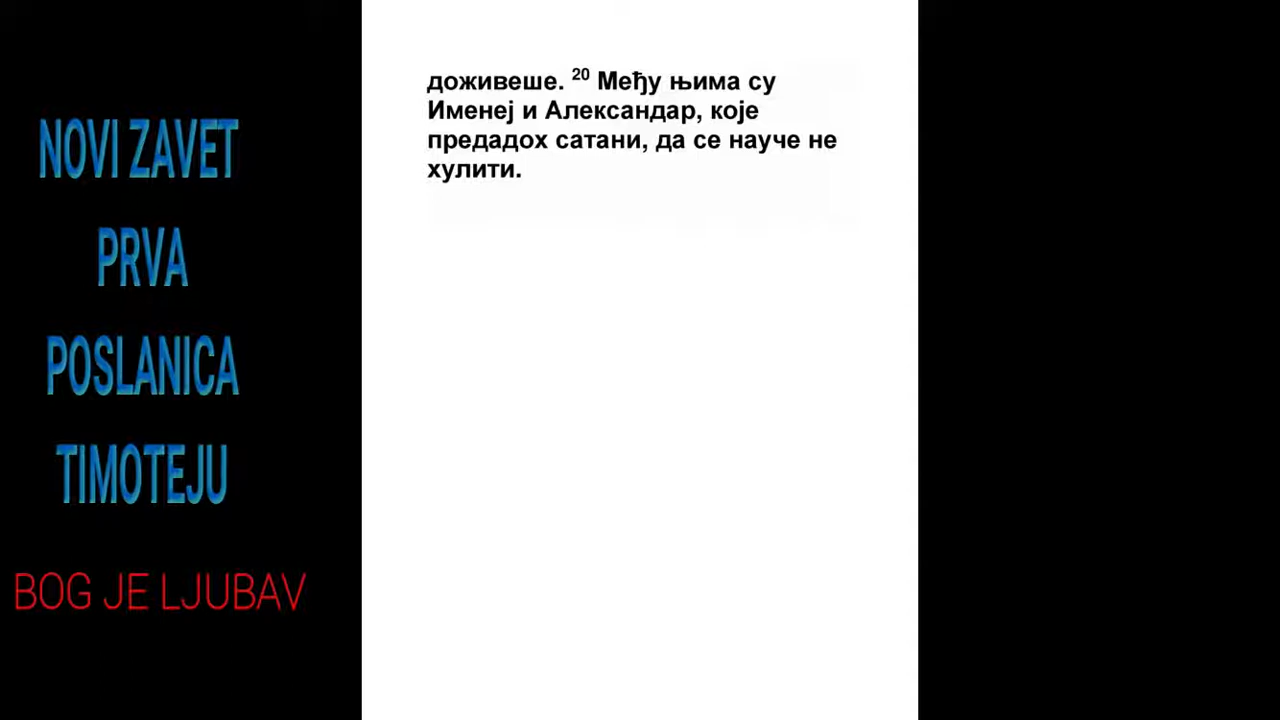 NOVI ZAVET
PRVA
POSLANICA
TIMOTEJU
BOG JE LJUBAV
доживеше. 20 Међу њима су
Именеј и Александар, које
предадох сатани, да се науче не
хулити.